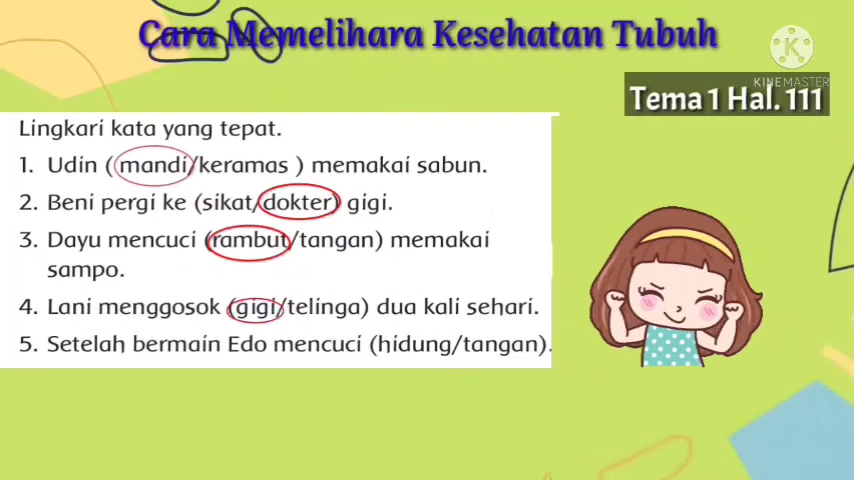 Cara Memelihara Kesehatan Tubuh
K
KINEMASTER
Tema 1 Hal. 111
Lingkari kata yang tepat.
1. Udin ( mandi/keramas ) memakai sabun.
2. Beni pergi ke (sikat/dokter) gigi.
3. Dayu mencuci (rambut/tangan) memakai
sampo.
4. Lani menggosok (gigi/telinga) dua kali sehari.
5. Setelah bermain Edo mencuci (hidung/tangan).